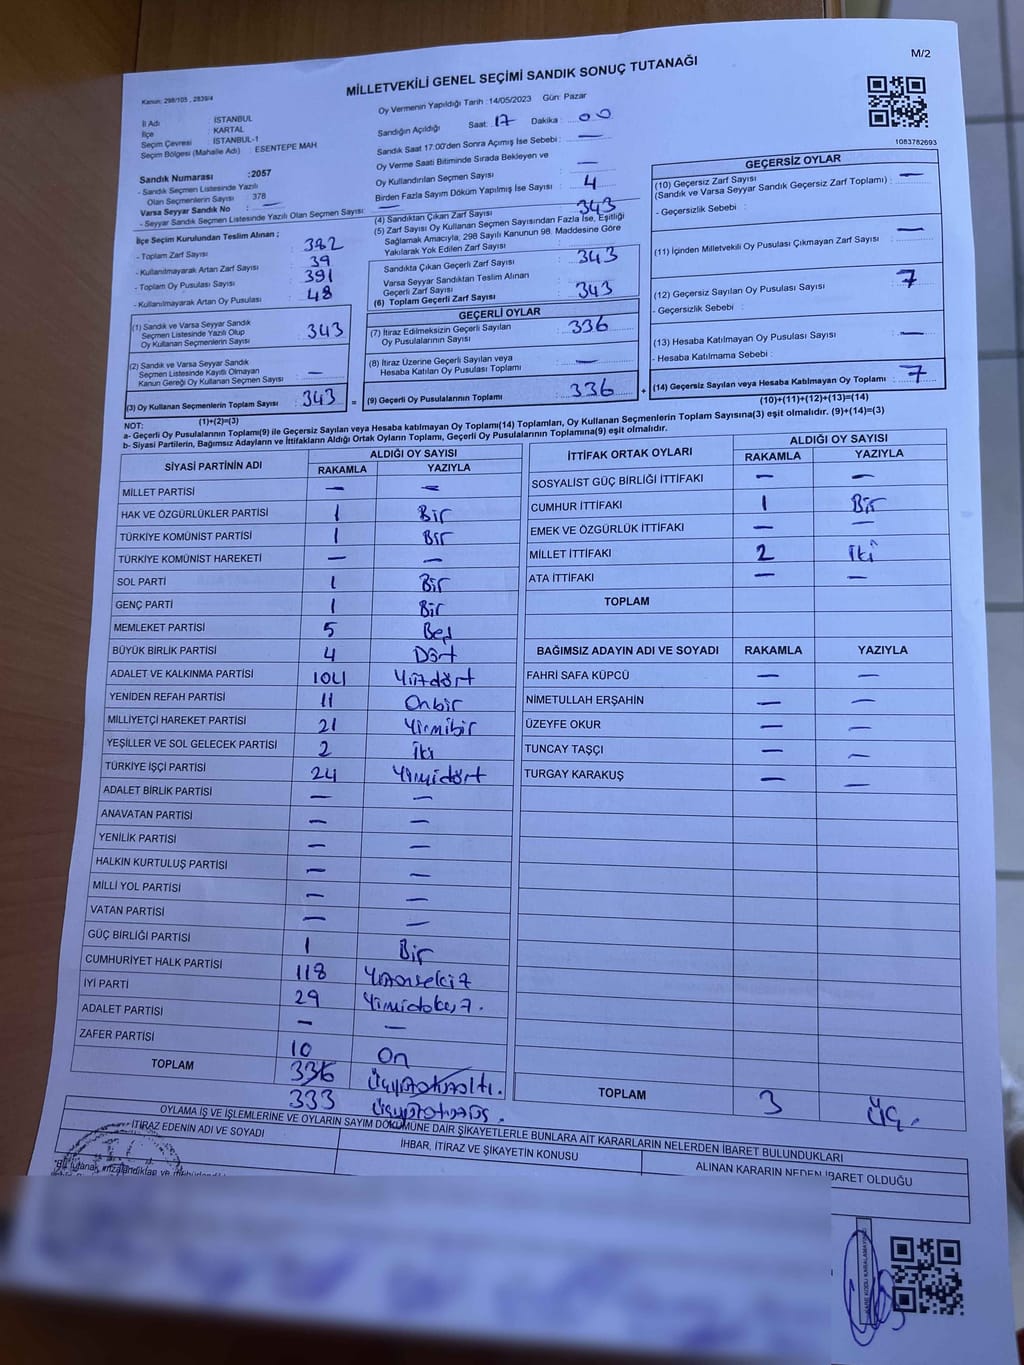 M/2
MİLLETVEKİLİ GENEL SEÇİMİ SANDIK SONUÇ TUTANAĞI
Kanun: 298/105 , 2839/4
Oy Vermenin Yapıldığı Tarih :14/05/2023 Gün: Pazar
İl Adı : İSTANBUL
İlçe : KARTAL
Seçim Çevresi : İSTANBUL-1
Seçim Bölgesi (Mahalle Adı) : ESENTEPE MAH
Sandık Numarası :2057
- Sandık Seçmen Listesinde Yazılı
Olan Seçmenlerin Sayısı : 378
Varsa Seyyar Sandık No : —
- Seyyar Sandık Seçmen Listesinde Yazılı Olan Seçmen Sayısı : —
İlçe Seçim Kurulundan Teslim Alınan ;
- Toplam Zarf Sayısı : 382
- Kullanılmayarak Artan Zarf Sayısı : 39
- Toplam Oy Pusulası Sayısı : 391
- Kullanılmayarak Artan Oy Pusulası : 48
(1) Sandık ve Varsa Seyyar Sandık
Seçmen Listesinde Yazılı Olup
Oy Kullanan Seçmenlerin Sayısı : 343
(2) Sandık ve Varsa Seyyar Sandık
Seçmen Listesinde Kayıtlı Olmayan
Kanun Gereği Oy Kullanan Seçmen Sayısı : —
(3) Oy Kullanan Seçmenlerin Toplam Sayısı : 343
(1)+(2)=(3)
Sandığın Açıldığı Saat: 17 Dakika : 00
Sandık Saat 17:00'den Sonra Açımış İse Sebebi : —
Oy Verme Saati Bitiminde Sırada Bekleyen ve
Oy Kullandırılan Seçmen Sayısı : —
Birden Fazla Sayım Döküm Yapılmış İse Sayısı : 4
(4) Sandıktan Çıkan Zarf Sayısı : 343
(5) Zarf Sayısı Oy Kullanan Seçmen Sayısından Fazla İse, Eşitliği
Sağlamak Amacıyla, 298 Sayılı Kanunun 98. Maddesine Göre
Yakılarak Yok Edilen Zarf Sayısı :
Sandıkta Çıkan Geçerli Zarf Sayısı : 343
Varsa Seyyar Sandıktan Teslim Alınan
Geçerli Zarf Sayısı :
(6) Toplam Geçerli Zarf Sayısı : 343
GEÇERLİ OYLAR
(7) İtiraz Edilmeksizin Geçerli Sayılan
Oy Pusulalarının Sayısı : 336
(8) İtiraz Üzerine Geçerli Sayılan veya
Hesaba Katılan Oy Pusulası Toplamı : —
(9) Geçerli Oy Pusulalarının Toplamı : 336
1083782693
GEÇERSİZ OYLAR
(10) Geçersiz Zarf Sayısı
(Sandık ve Varsa Seyyar Sandık Geçersiz Zarf Toplamı) : —
- Geçersizlik Sebebi :
(11) İçinden Milletvekili Oy Pusulası Çıkmayan Zarf Sayısı : —
(12) Geçersiz Sayılan Oy Pusulası Sayısı : 7
- Geçersizlik Sebebi :
(13) Hesaba Katılmayan Oy Pusulası Sayısı : —
- Hesaba Katılmama Sebebi :
(14) Geçersiz Sayılan veya Hesaba Katılmayan Oy Toplamı : 7
(10)+(11)+(12)+(13)=(14)
NOT:
a- Geçerli Oy Pusulalarının Toplamı(9) ile Geçersiz Sayılan veya Hesaba katılmayan Oy Toplamı(14) Toplamları, Oy Kullanan Seçmenlerin Toplam Sayısına(3) eşit olmalıdır. (9)+(14)=(3)
b- Siyasi Partilerin, Bağımsız Adayların ve İttifakların Aldığı Ortak Oyların Toplamı, Geçerli Oy Pusulalarının Toplamına(9) eşit olmalıdır.
SİYASİ PARTİNİN ADI ALDIĞI OY SAYISI
RAKAMLA YAZIYLA
MİLLET PARTİSİ — —
HAK VE ÖZGÜRLÜKLER PARTİSİ 1 Bir
TÜRKİYE KOMÜNİST PARTİSİ 1 Bir
TÜRKİYE KOMÜNİST HAREKETİ — —
SOL PARTİ 1 Bir
GENÇ PARTİ 1 Bir
MEMLEKET PARTİSİ 5 Beş
BÜYÜK BİRLİK PARTİSİ 4 Dört
ADALET VE KALKINMA PARTİSİ 104 Yüzdört
YENİDEN REFAH PARTİSİ 11 Onbir
MİLLİYETÇİ HAREKET PARTİSİ 21 Yirmibir
YEŞİLLER VE SOL GELECEK PARTİSİ 2 İki
TÜRKİYE İŞÇİ PARTİSİ 24 Yirmidört
ADALET BİRLİK PARTİSİ — —
ANAVATAN PARTİSİ — —
YENİLİK PARTİSİ — —
HALKIN KURTULUŞ PARTİSİ — —
MİLLİ YOL PARTİSİ — —
VATAN PARTİSİ — —
GÜÇ BİRLİĞİ PARTİSİ 1 Bir
CUMHURİYET HALK PARTİSİ 118 Yüzonsekiz
İYİ PARTİ 29 Yirmidokuz.
ADALET PARTİSİ — —
ZAFER PARTİSİ 10 On
TOPLAM 336 Üçyüzotuzaltı.
333 Üçyüzotuzüç.
İTTİFAK ORTAK OYLARI ALDIĞI OY SAYISI
RAKAMLA YAZIYLA
SOSYALİST GÜÇ BİRLİĞİ İTTİFAKI — —
CUMHUR İTTİFAKI 1 Bir
EMEK VE ÖZGÜRLÜK İTTİFAKI — —
MİLLET İTTİFAKI 2 İki
ATA İTTİFAKI — —
TOPLAM
BAĞIMSIZ ADAYIN ADI VE SOYADI RAKAMLA YAZIYLA
FAHRİ SAFA KÜPCÜ — —
NİMETULLAH ERŞAHİN — —
ÜZEYFE OKUR — —
TUNCAY TAŞÇI — —
TURGAY KARAKUŞ — —
TOPLAM 3 Üç.
OYLAMA İŞ VE İŞLEMLERİNE VE OYLARIN SAYIM DÖKÜMÜNE DAİR ŞİKAYETLERLE BUNLARA AİT KARARLARIN NELERDEN İBARET BULUNDUKLARI
İTİRAZ EDENİN ADI VE SOYADI İHBAR, İTİRAZ VE ŞİKAYETİN KONUSU ALINAN KARARIN NEDEN İBARET OLDUĞU